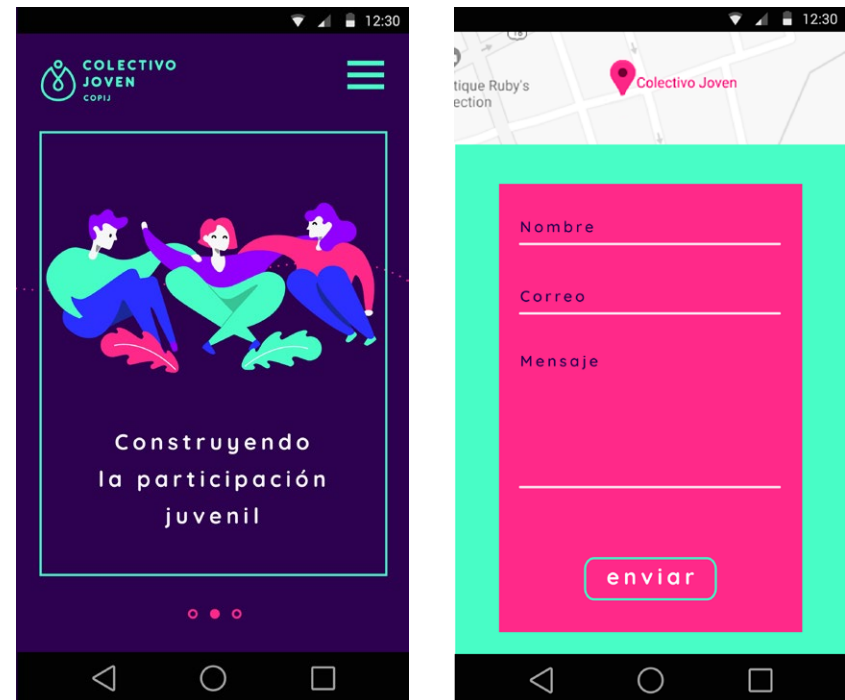 12:30
COLECTIVO
JOVEN
COPIJ
Construyendo
la participación
juvenil
12:30
18
tique Ruby's
ection
Colectivo Joven
Nombre
Correo
Mensaje
enviar